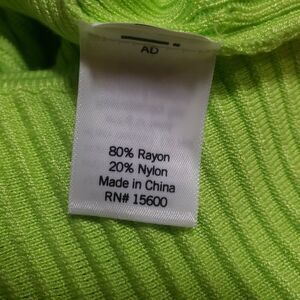 AD
80% Rayon
20% Nylon
Made in China
RN# 15600